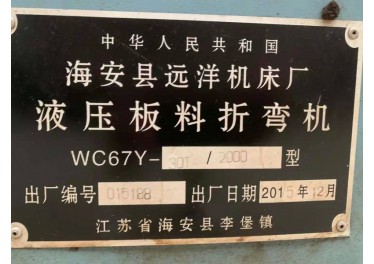 中华人民共和国
海安县远洋机床厂
液压板料折弯机
WC67Y-30T/2000型
出厂编号 015188 出厂日期 2015年12月
江苏省海安县李堡镇